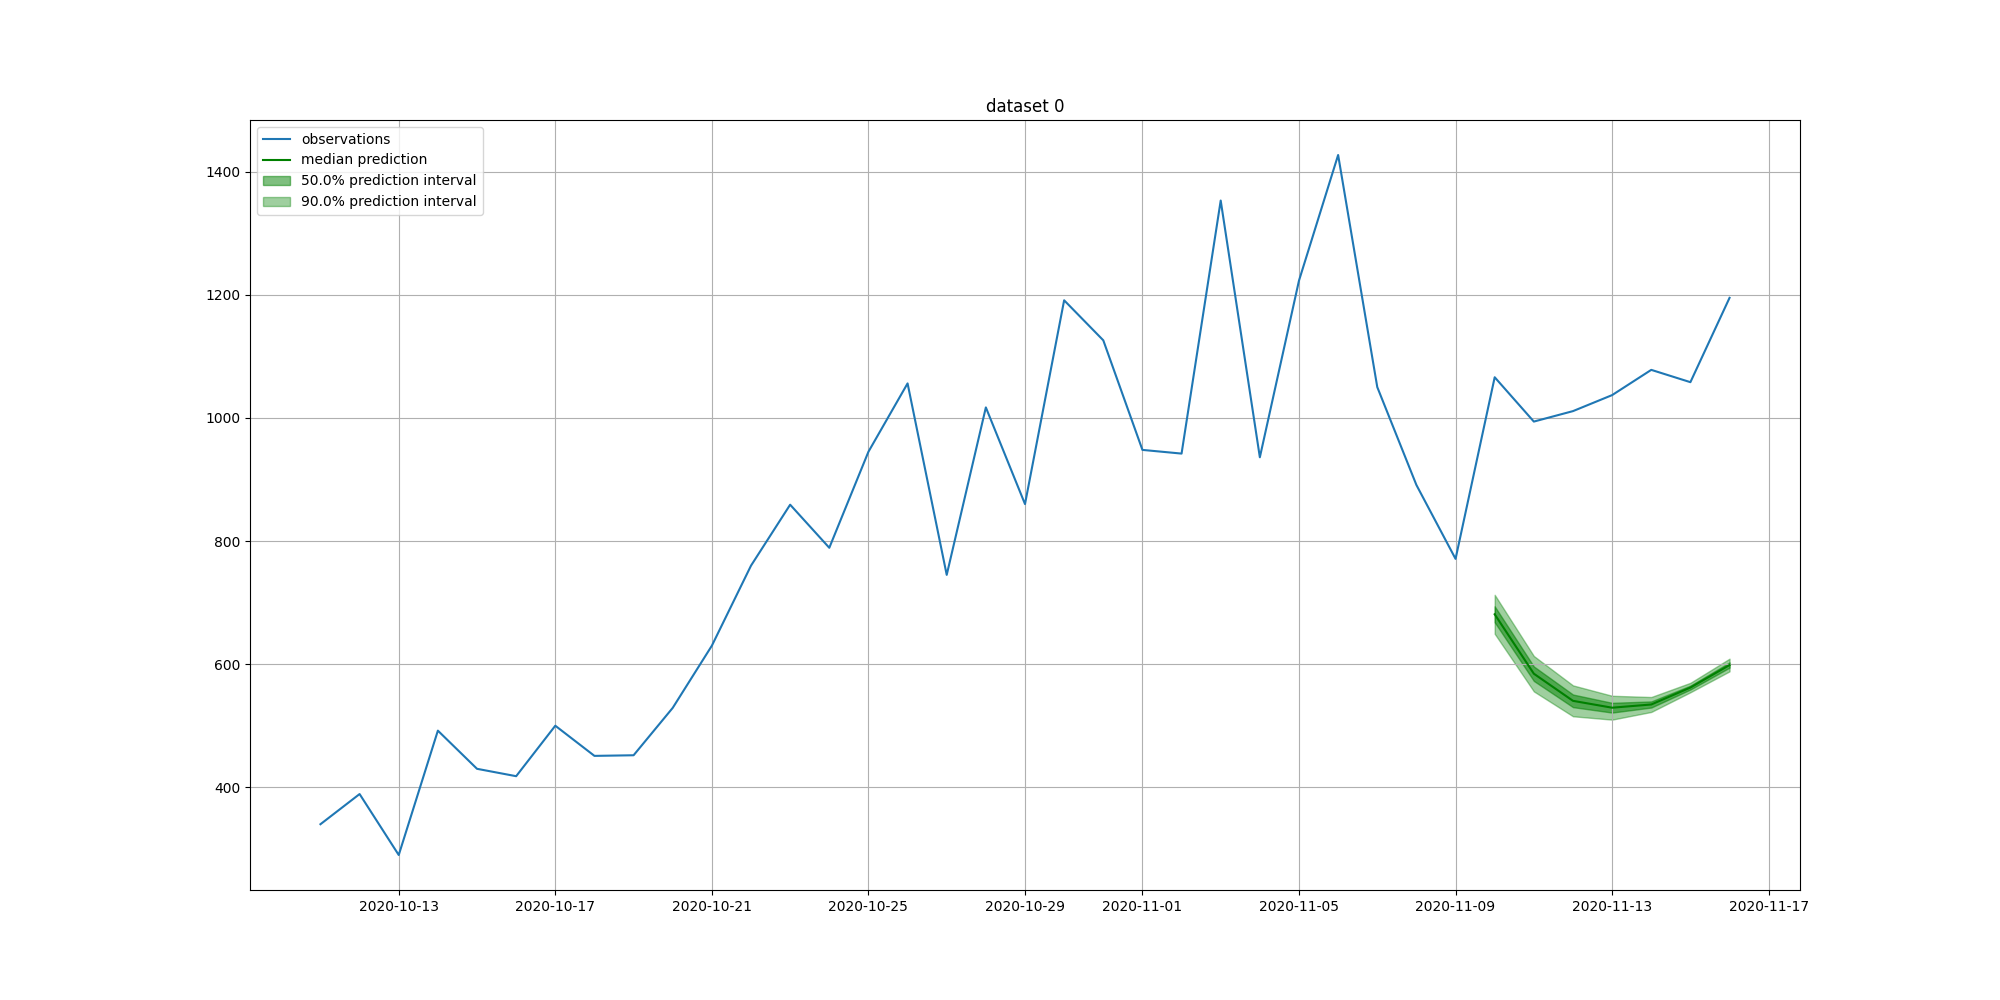 dataset 0
observations
median prediction
50.0% prediction interval
90.0% prediction interval
1400
1200
1000
800
600
400
2020-10-13 2020-10-17 2020-10-21 2020-10-25 2020-10-29 2020-11-01 2020-11-05 2020-11-09 2020-11-13 2020-11-17